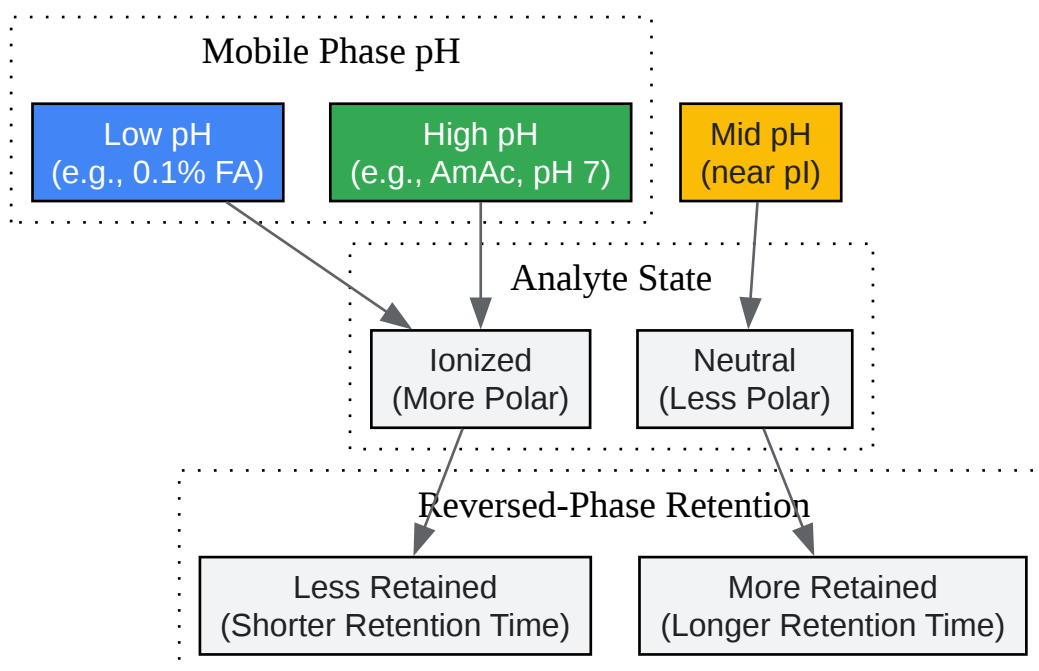 Mobile Phase pH
Low pH
(e.g., 0.1% FA)
High pH
(e.g., AmAc, pH 7)
Mid pH
(near pI)
Analyte State
Ionized
(More Polar)
Neutral
(Less Polar)
Reversed-Phase Retention
Less Retained
(Shorter Retention Time)
More Retained
(Longer Retention Time)